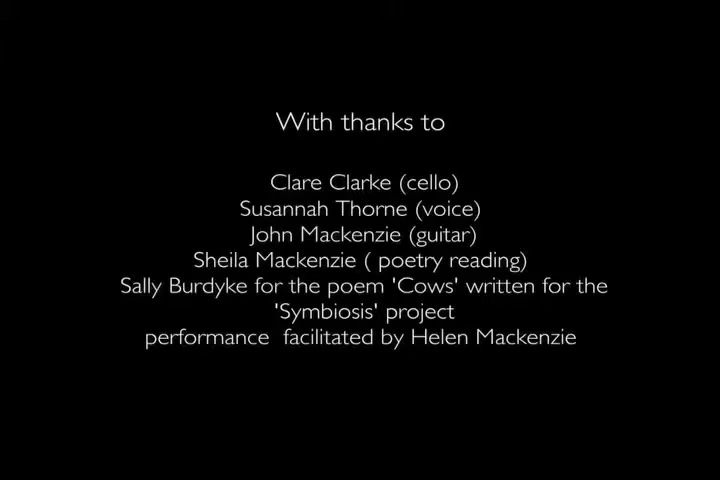 With thanks to
Clare Clarke (cello)
Susannah Thorne (voice)
John Mackenzie (guitar)
Sheila Mackenzie ( poetry reading)
Sally Burdyke for the poem 'Cows' written for the
'Symbiosis' project
performance  facilitated by Helen Mackenzie